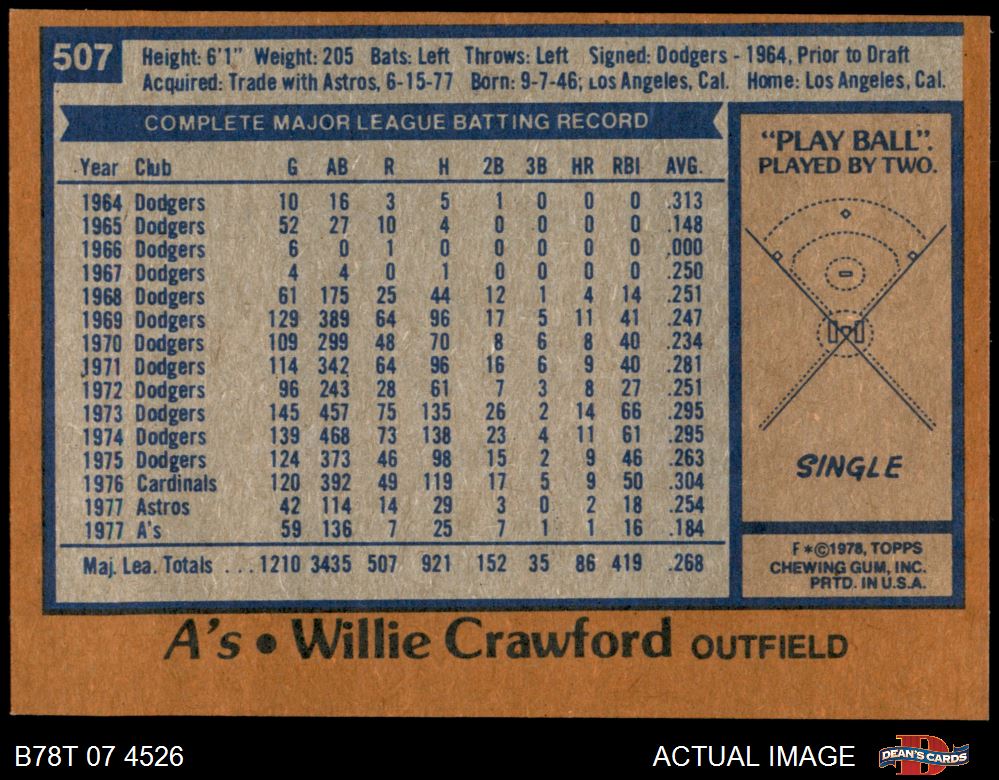 507
Height: 6'1" Weight: 205 Bats: Left Throws: Left Signed: Dodgers - 1964, Prior to Draft
Acquired: Trade with Astros, 6-15-77 Born: 9-7-46; Los Angeles, Cal. Home: Los Angeles, Cal.
COMPLETE MAJOR LEAGUE BATTING RECORD
Year Club G AB R H 2B 3B HR RBI AVG.
1964 Dodgers 10 16 3 5 1 0 0 0 .313
1965 Dodgers 52 27 10 4 0 0 0 0 .148
1966 Dodgers 6 0 1 0 0 0 0 0 .000
1967 Dodgers 4 4 0 1 0 0 0 0 .250
1968 Dodgers 61 175 25 44 12 1 4 14 .251
1969 Dodgers 129 389 64 96 17 5 11 41 .247
1970 Dodgers 109 299 48 70 8 6 8 40 .234
1971 Dodgers 114 342 64 96 16 6 9 40 .281
1972 Dodgers 96 243 28 61 7 3 8 27 .251
1973 Dodgers 145 457 75 135 26 2 14 66 .295
1974 Dodgers 139 468 73 138 23 4 11 61 .295
1975 Dodgers 124 373 46 98 15 2 9 46 .263
1976 Cardinals 120 392 49 119 17 5 9 50 .304
1977 Astros 42 114 14 29 3 0 2 18 .254
1977 A's 59 136 7 25 7 1 1 16 .184
Maj. Lea. Totals . . . 1210 3435 507 921 152 35 86 419 .268
"PLAY BALL".
PLAYED BY TWO.
SINGLE
F*©1978, TOPPS
CHEWING GUM, INC.
PRTD. IN U.S.A.
A's • Willie Crawford OUTFIELD
B78T 07 4526
ACTUAL IMAGE
DEAN'S CARDS